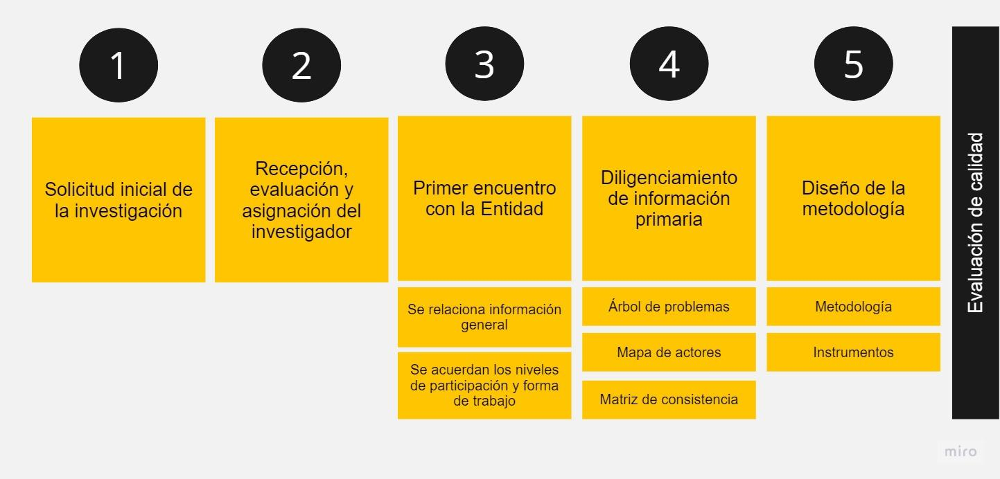 1
2
3
4
5
Solicitud inicial de
la investigación
Recepción,
evaluación y
asignación del
investigador
Primer encuentro
con la Entidad
Se relaciona información
general
Se acuerdan los niveles
de participación y forma
de trabajo
Diligenciamiento
de información
primaria
Árbol de problemas
Mapa de actores
Matriz de consistencia
Diseño de la
metodología
Metodología
Instrumentos
Evaluación de calidad
miro